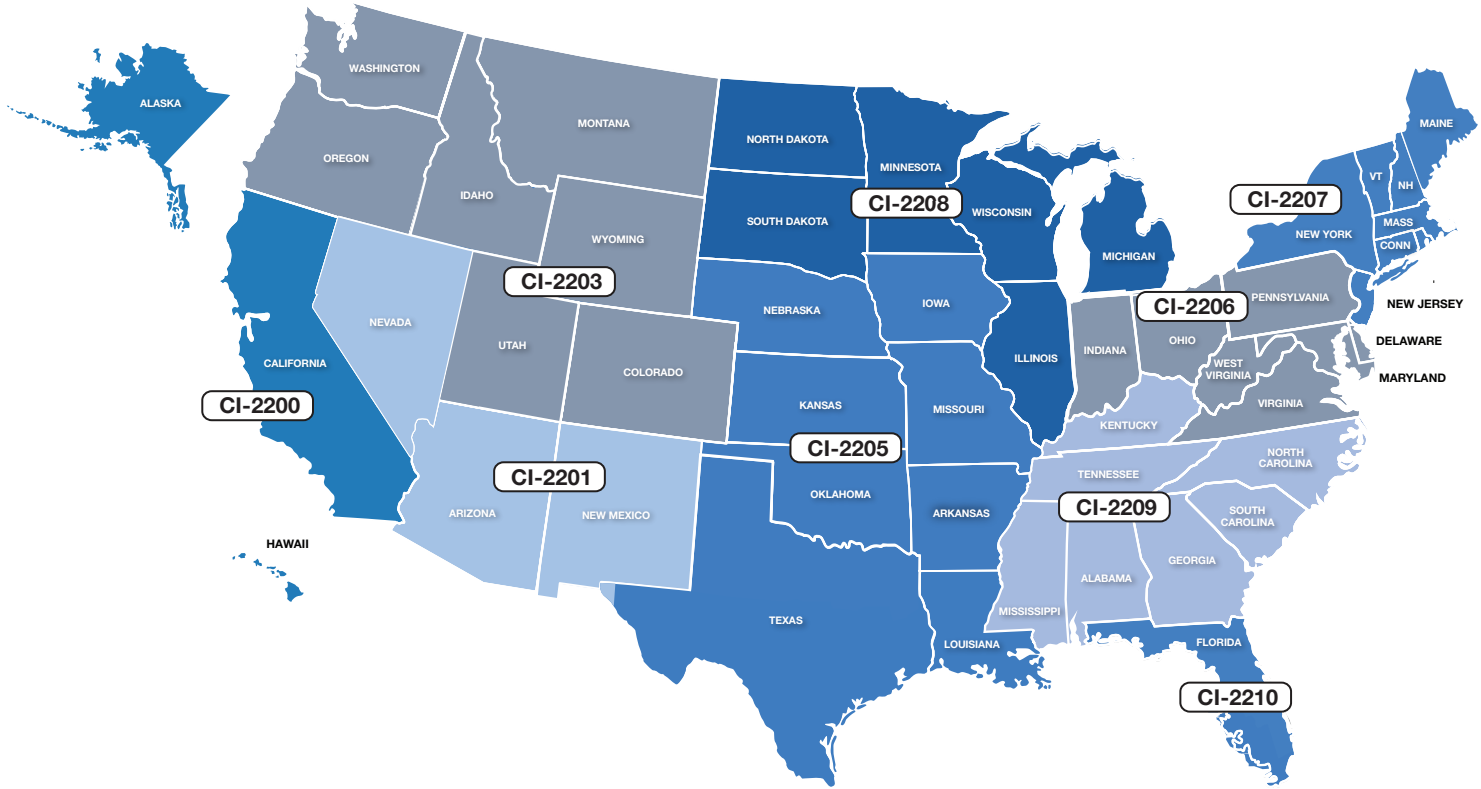 WASHINGTON
ALASKA
MONTANA
MAINE
NORTH DAKOTA
OREGON
MINNESOTA
VT
NH
IDAHO
CI-2208
CI-2207
WISCONSIN
SOUTH DAKOTA
MASS
NEW YORK
WYOMING
CONN
MICHIGAN
CI-2203
PENNSYLVANIA
IOWA
CI-2206
NEW JERSEY
NEBRASKA
NEVADA
UTAH
OHIO
DELAWARE
INDIANA
ILLINOIS
CALIFORNIA
COLORADO
WEST
VIRGINIA
MARYLAND
CI-2200
KANSAS
MISSOURI
VIRGINIA
KENTUCKY
CI-2205
NORTH
CAROLINA
CI-2201
TENNESSEE
OKLAHOMA
CI-2209
ARIZONA
NEW MEXICO
ARKANSAS
SOUTH
CAROLINA
HAWAII
GEORGIA
ALABAMA
MISSISSIPPI
TEXAS
LOUISIANA
FLORIDA
CI-2210